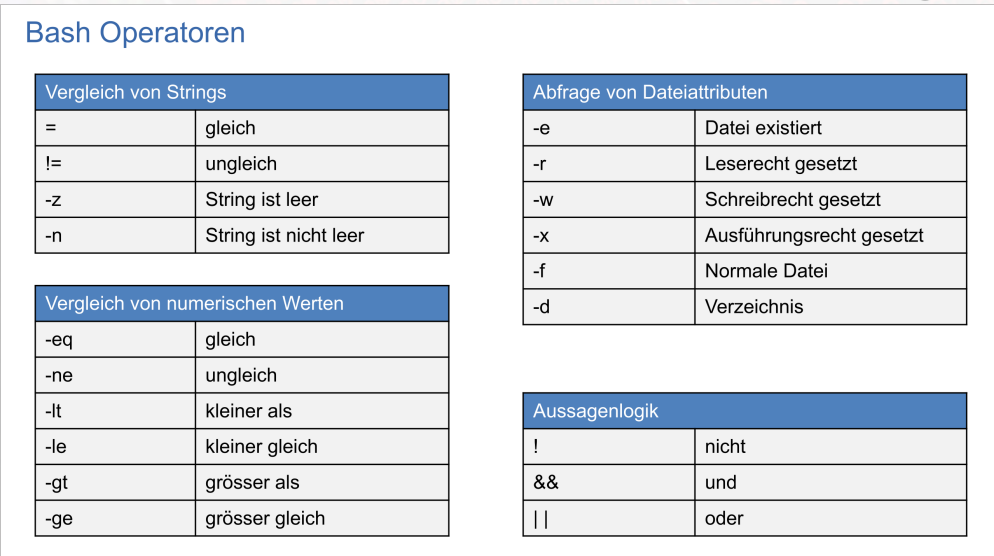 Bash Operatoren
Vergleich von Strings
= gleich
!= ungleich
-z String ist leer
-n String ist nicht leer
Vergleich von numerischen Werten
-eq gleich
-ne ungleich
-lt kleiner als
-le kleiner gleich
-gt grösser als
-ge grösser gleich
Abfrage von Dateiattributen
-e Datei existiert
-r Leserecht gesetzt
-w Schreibrecht gesetzt
-x Ausführungsrecht gesetzt
-f Normale Datei
-d Verzeichnis
Aussagenlogik
! nicht
&& und
|| oder